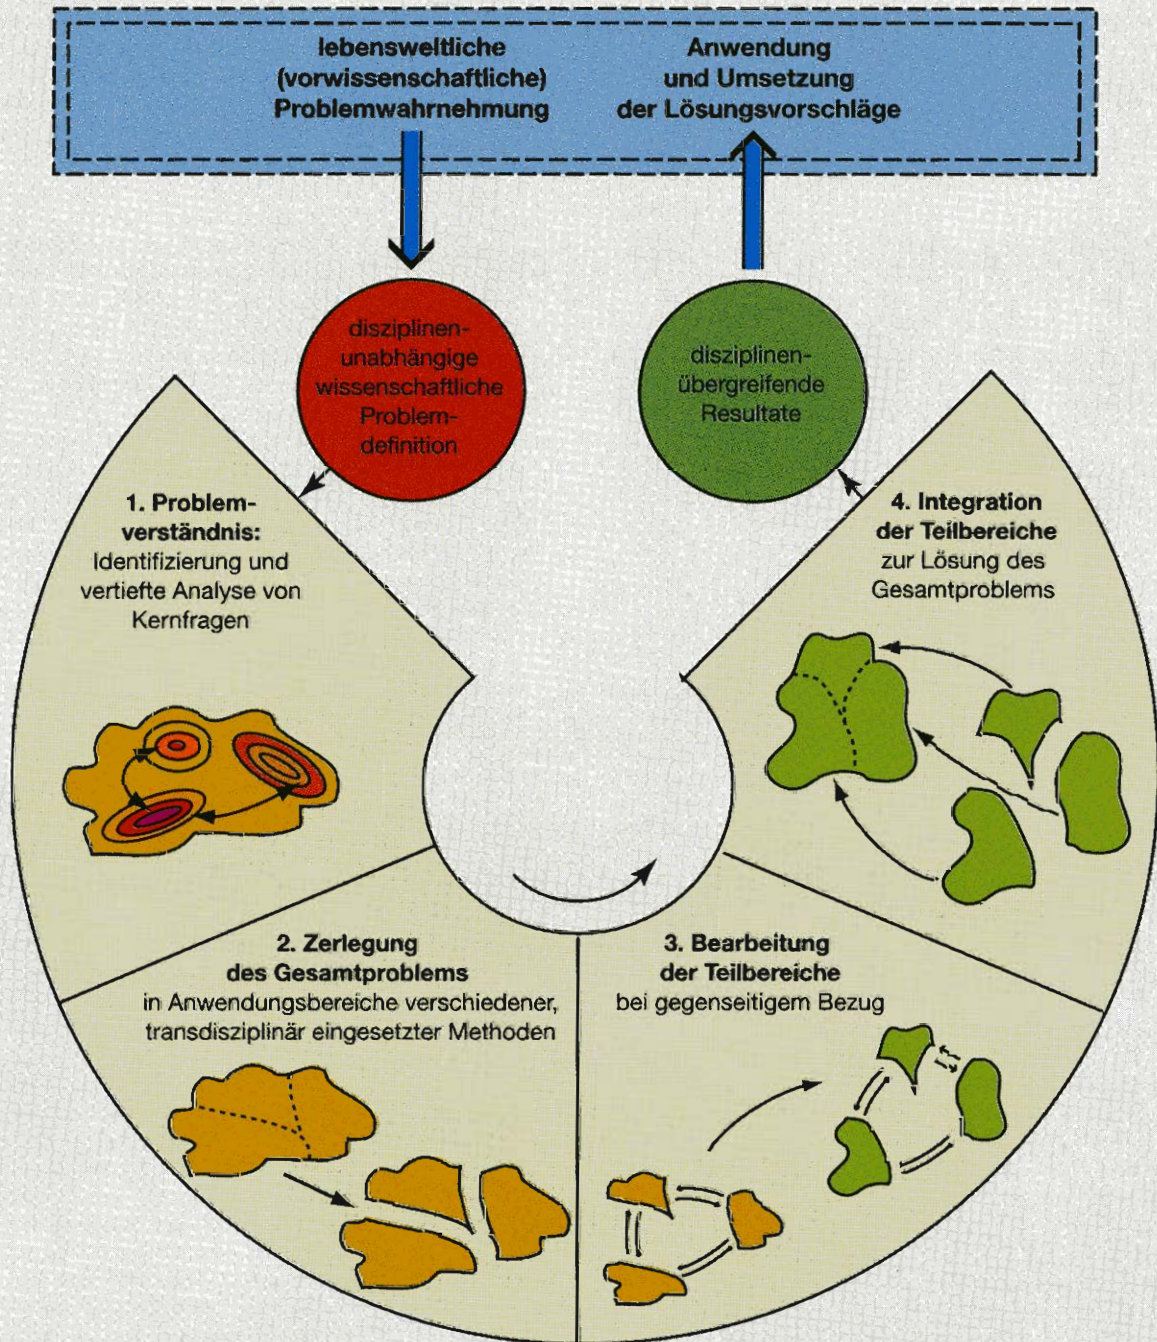 lebensweltliche
(vorwissenschaftliche)
Problemwahrnehmung
Anwendung
und Umsetzung
der Lösungsvorschläge
disziplinen-
unabhängige
wissenschaftliche
Problem-
definition
disziplinen-
übergreifende
Resultate
1. Problem-
verständnis:
Identifizierung und
vertiefte Analyse von
Kernfragen
2. Zerlegung
des Gesamtproblems
in Anwendungsbereiche verschiedener,
transdisziplinär eingesetzter Methoden
3. Bearbeitung
der Teilbereiche
bei gegenseitigem Bezug
4. Integration
der Teilbereiche
zur Lösung des
Gesamtproblems